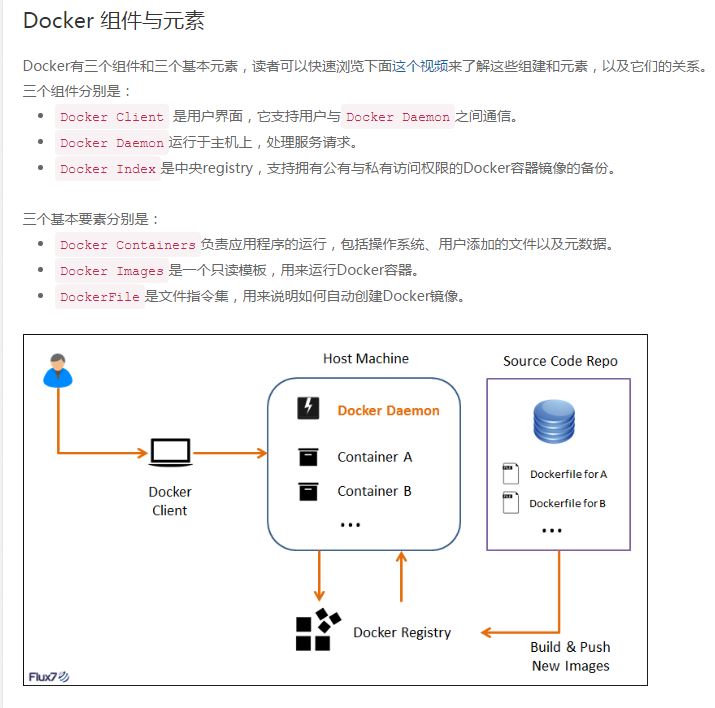 Docker 组件与元素
Docker有三个组件和三个基本元素，读者可以快速浏览下面这个视频来了解这些组建和元素，以及它们的关系。
三个组件分别是：
Docker Client 是用户界面，它支持用户与 Docker Daemon 之间通信。
Docker Daemon 运行于主机上，处理服务请求。
Docker Index 是中央registry，支持拥有公有与私有访问权限的Docker容器镜像的备份。
三个基本要素分别是：
Docker Containers 负责应用程序的运行，包括操作系统、用户添加的文件以及元数据。
Docker Images 是一个只读模板，用来运行Docker容器。
DockerFile 是文件指令集，用来说明如何自动创建Docker镜像。
Host Machine
Source Code Repo
Docker Daemon
Container A
Container B
...
Dockerfile for A
Dockerfile for B
...
Docker
Client
Docker Registry
Build & Push
New Images
Flux7